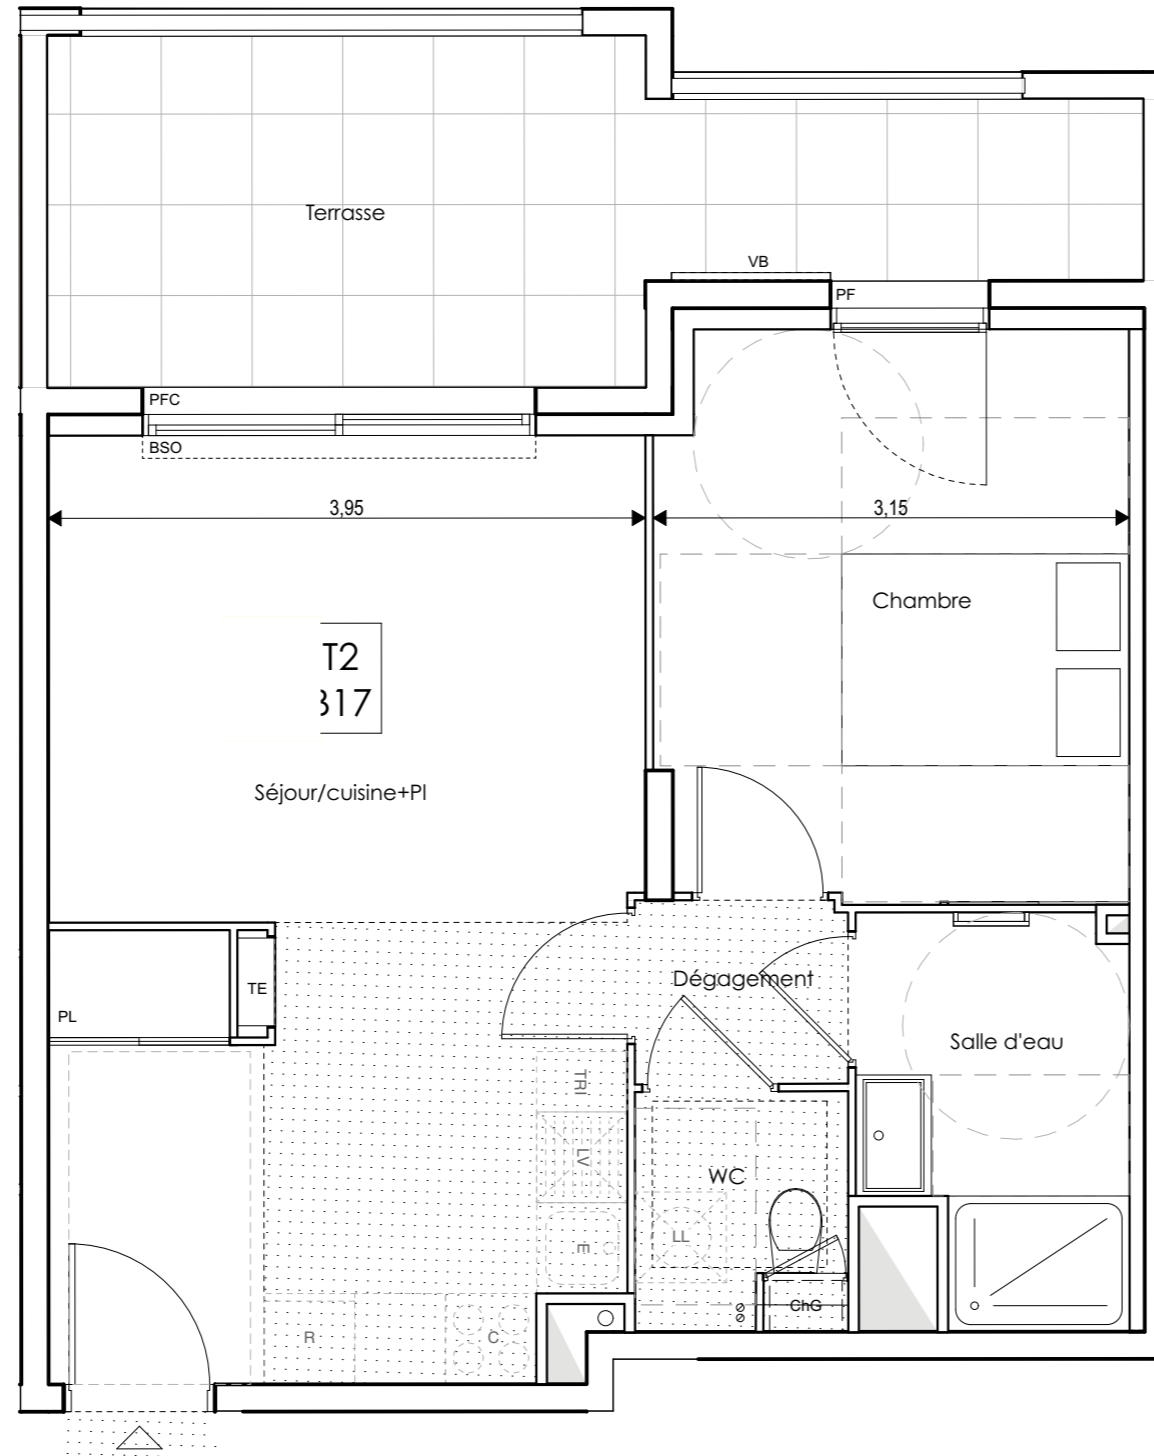 Terrasse
VB
PF
PFC
BSO
3,95
3,15
Chambre
T2
317
Séjour/cuisine+Pl
Dégagement
TE
PL
Salle d'eau
TRI
LV
WC
E
LL
ChG
R
C